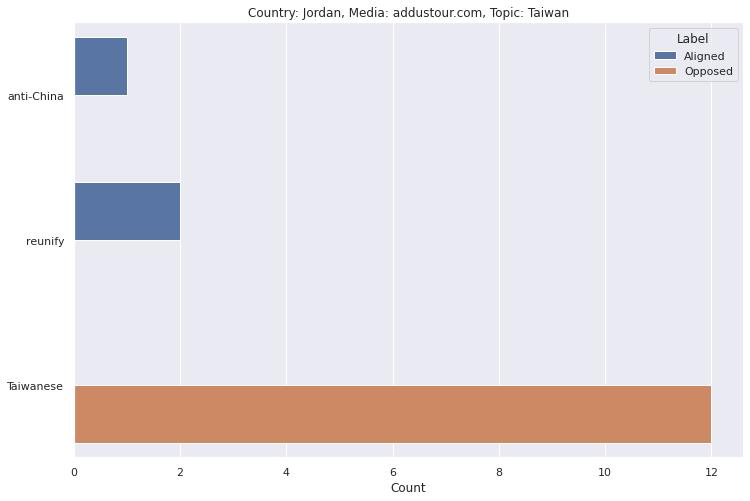 Country: Jordan, Media: addustour.com, Topic: Taiwan
Label
Aligned
Opposed
anti-China
reunify
Taiwanese
0 2 4 6 8 10 12
Count